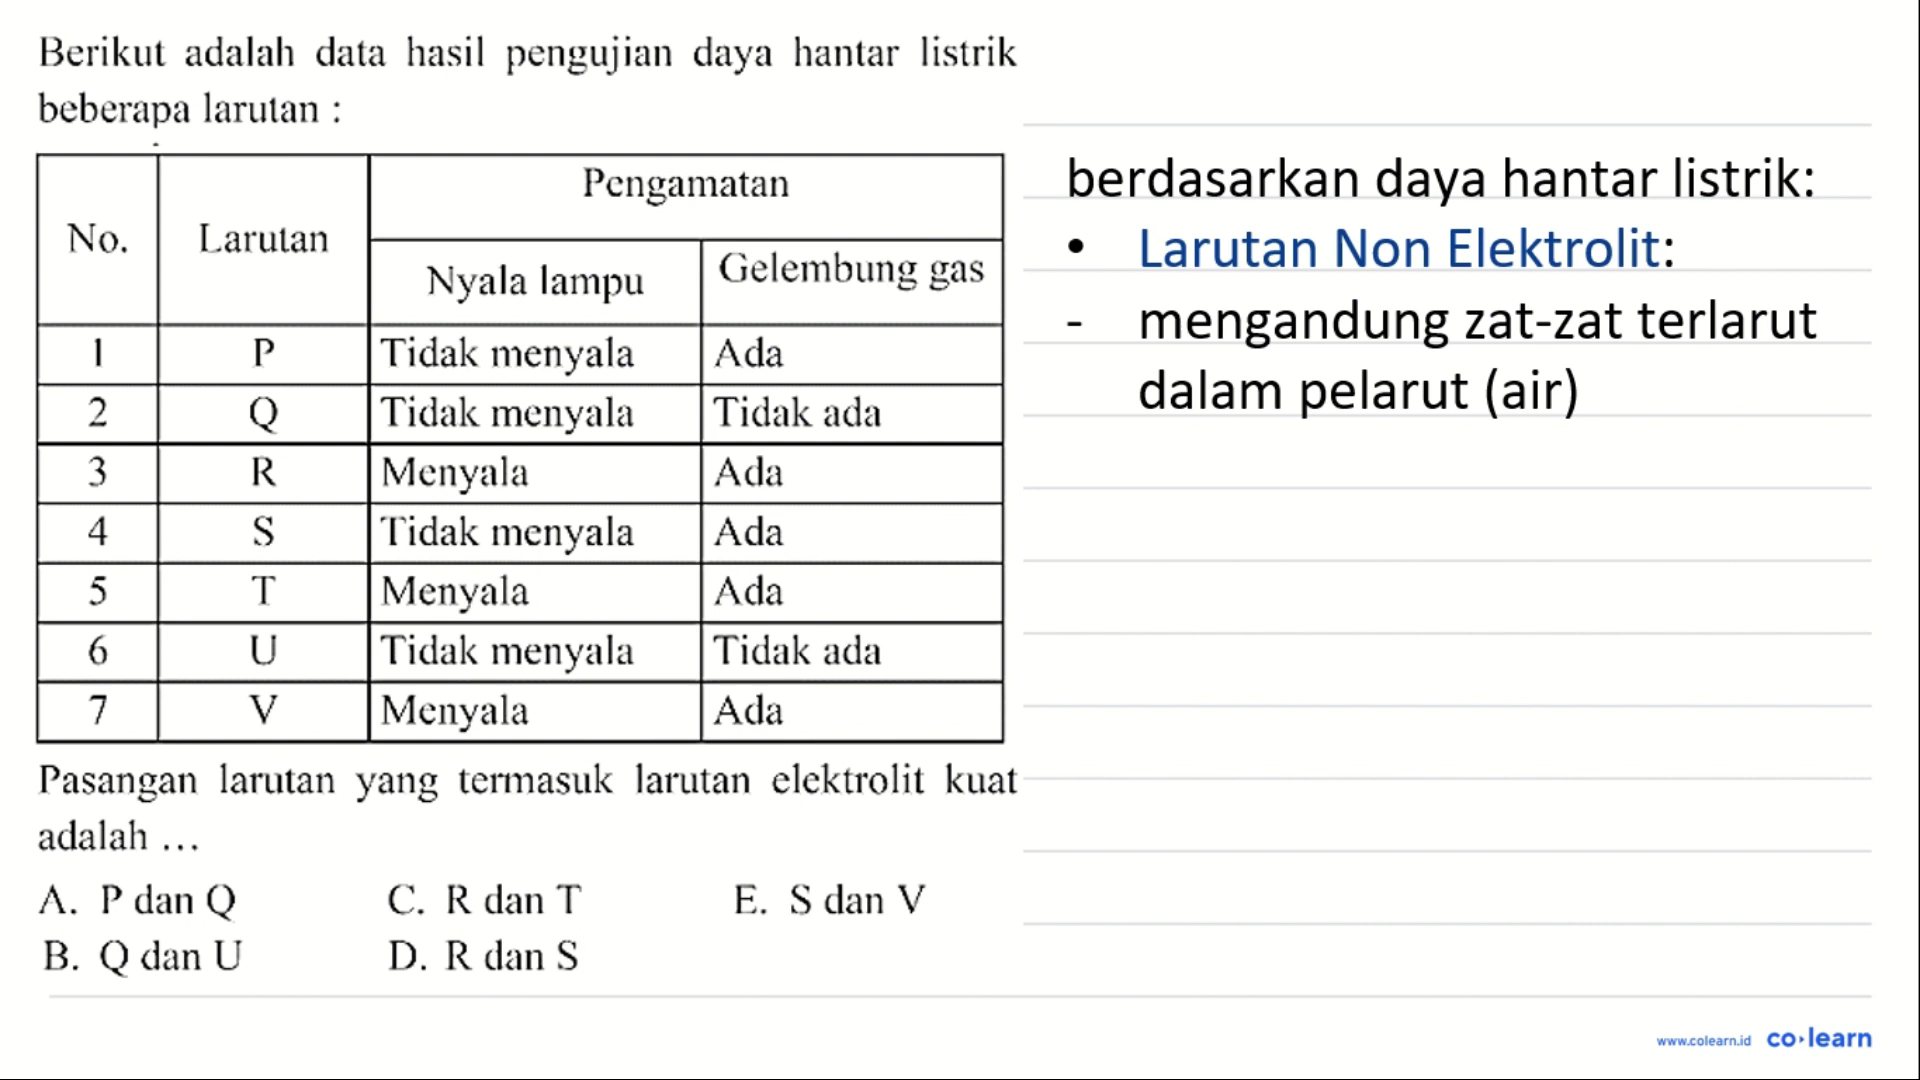 Berikut adalah data hasil pengujian daya hantar listrik
beberapa larutan :
No. Larutan Pengamatan
Nyala lampu Gelembung gas
1 P Tidak menyala Ada
2 Q Tidak menyala Tidak ada
3 R Menyala Ada
4 S Tidak menyala Ada
5 T Menyala Ada
6 U Tidak menyala Tidak ada
7 V Menyala Ada
Pasangan larutan yang termasuk larutan elektrolit kuat
adalah ...
A. P dan Q C. R dan T E. S dan V
B. Q dan U D. R dan S
berdasarkan daya hantar listrik:
• Larutan Non Elektrolit:
- mengandung zat-zat terlarut
dalam pelarut (air)
www.colearn.id co·learn